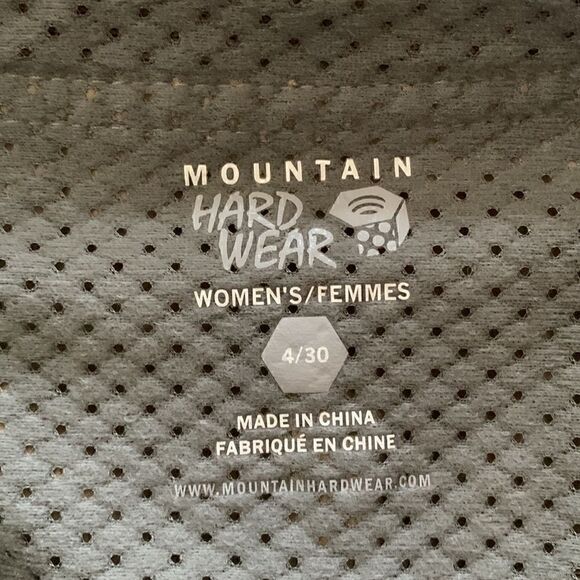 MOUNTAIN
HARD
WEAR
WOMEN'S/FEMMES
4/30
MADE IN CHINA
FABRIQUÉ EN CHINE
WWW.MOUNTAINHARDWEAR.COM